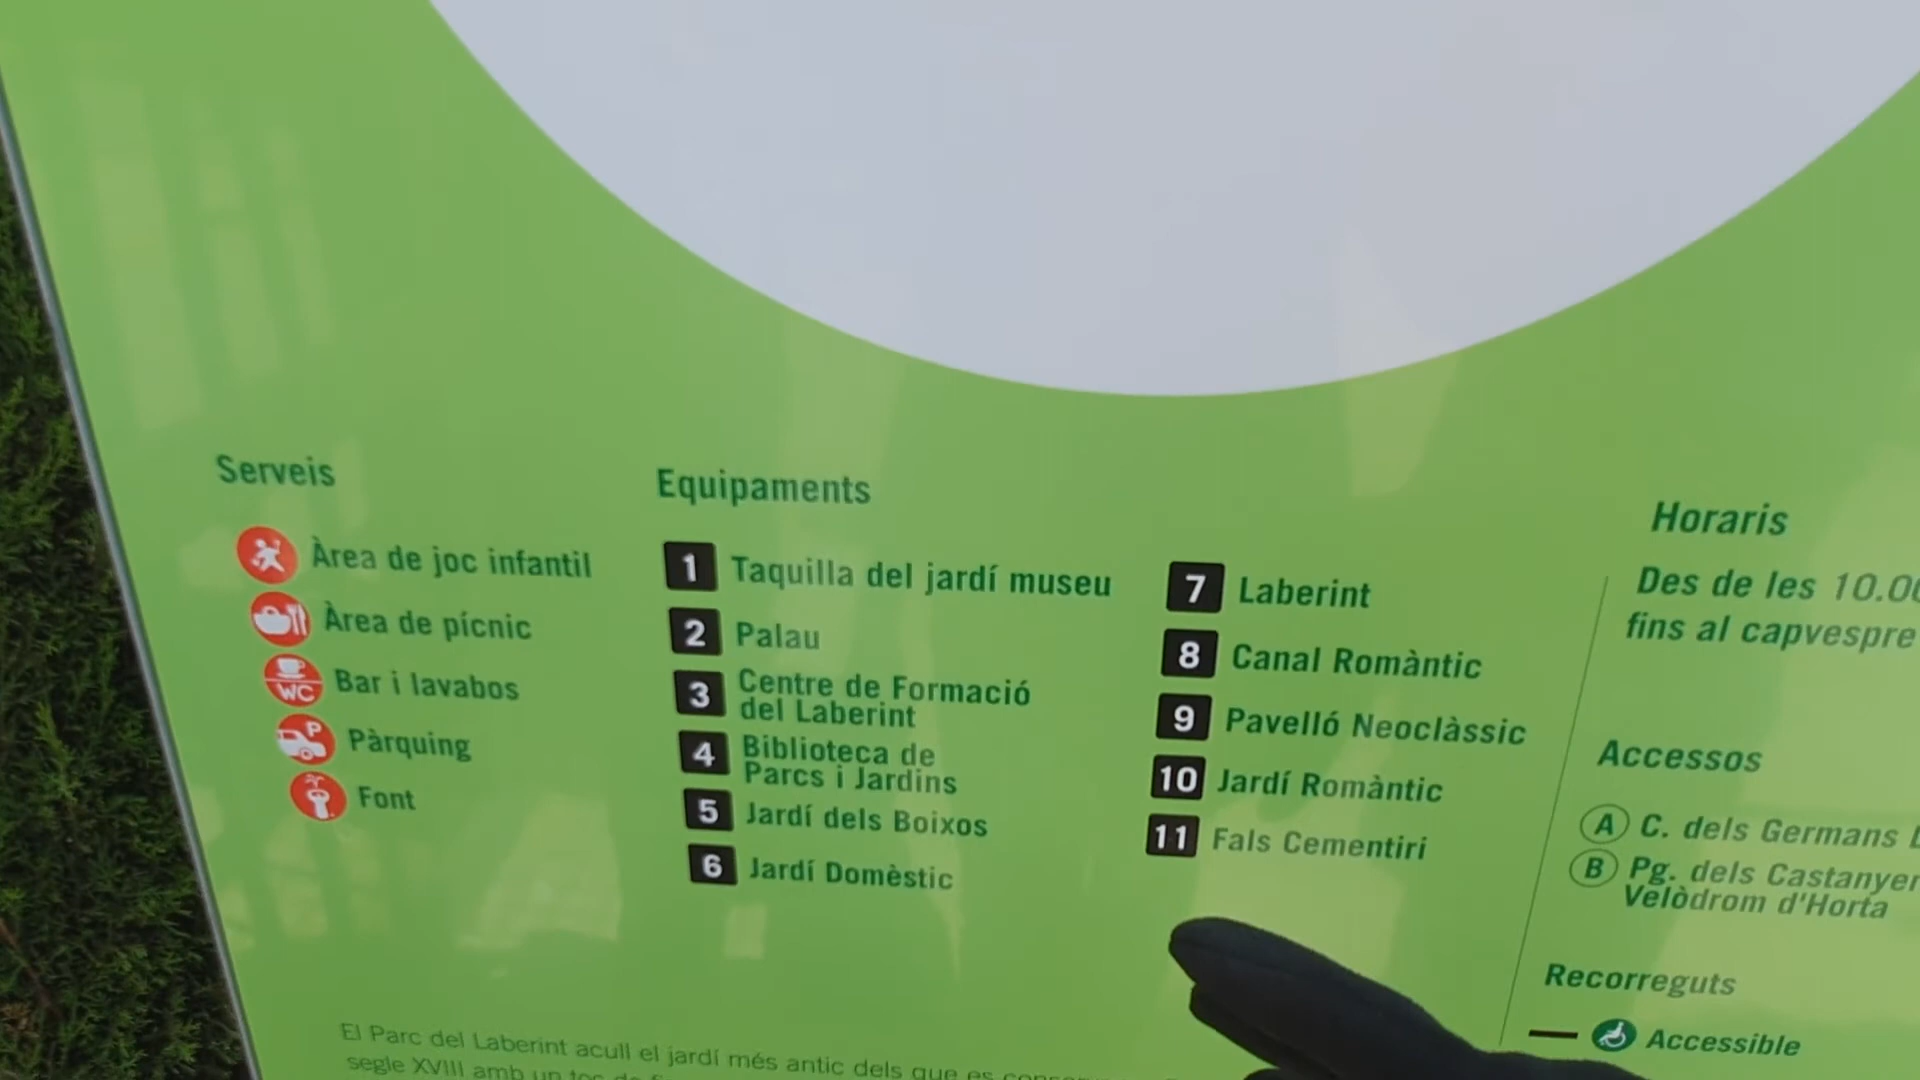 Serveis
Àrea de joc infantil
Àrea de pícnic
WC
Bar i lavabos
P
Pàrquing
Font
Equipaments
1 Taquilla del jardí museu
2 Palau
3 Centre de Formació
del Laberint
4 Biblioteca de
Parcs i Jardins
5 Jardí dels Boixos
6 Jardí Domèstic
7 Laberint
8 Canal Romàntic
9 Pavelló Neoclàssic
10 Jardí Romàntic
11 Fals Cementiri
Horaris
Des de les
fins al capvespre
Accessos
A C. dels Germans
B Pg. dels
Velòdrom d'Horta
Recorreguts
Accessible
El Parc del Laberint acull el jardí més antic dels que es
segle XVIII amb un